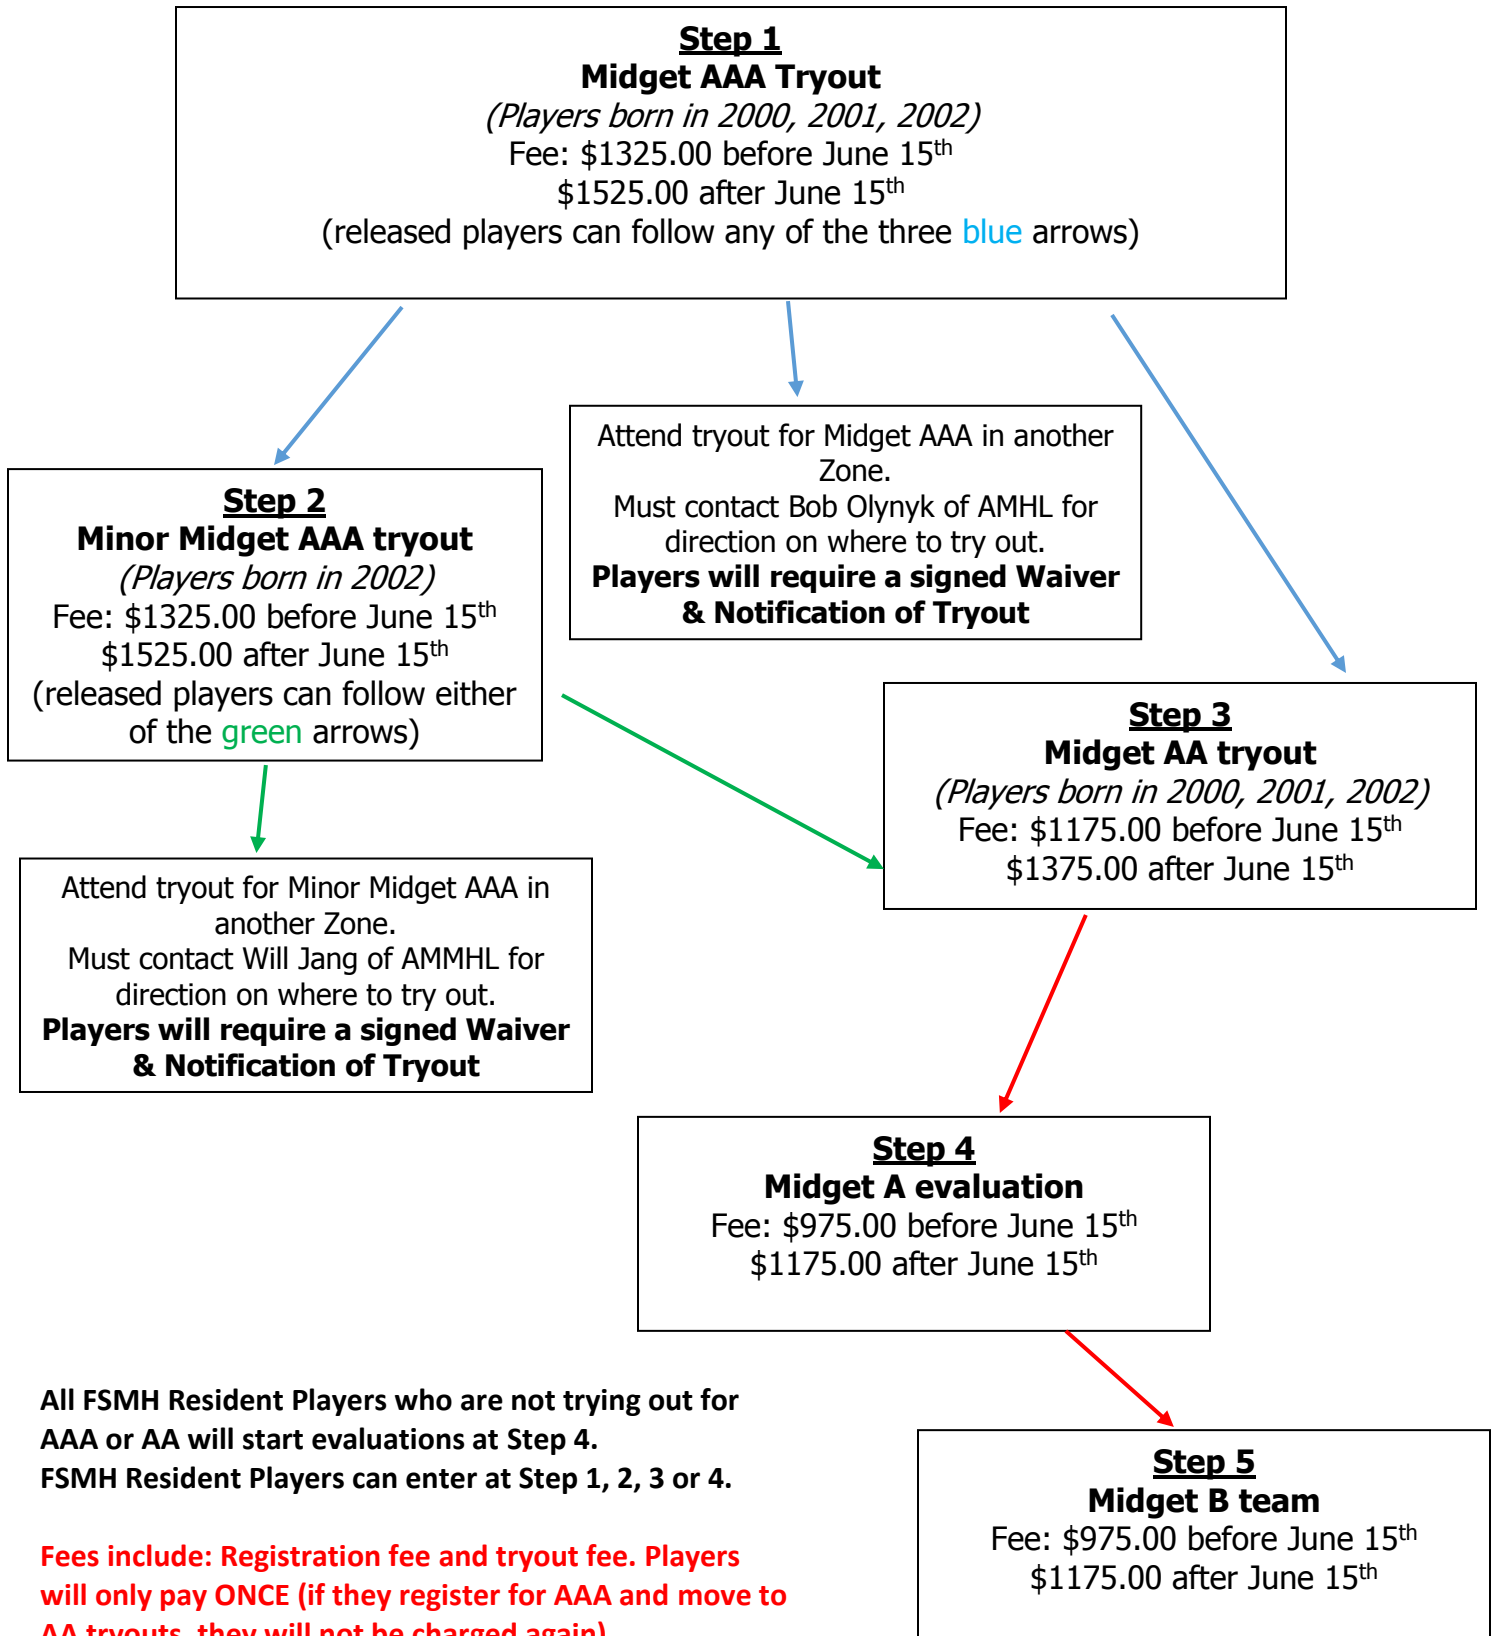 Step 1
Midget AAA Tryout
(Players born in 2000, 2001, 2002)
Fee: $1325.00 before June 15th
$1525.00 after June 15th
(released players can follow any of the three blue arrows)
Attend tryout for Midget AAA in another
Zone.
Must contact Bob Olynyk of AMHL for
direction on where to try out.
Players will require a signed Waiver
& Notification of Tryout
Step 2
Minor Midget AAA tryout
(Players born in 2002)
Fee: $1325.00 before June 15th
$1525.00 after June 15th
(released players can follow either
of the green arrows)
Step 3
Midget AA tryout
(Players born in 2000, 2001, 2002)
Fee: $1175.00 before June 15th
$1375.00 after June 15th
Attend tryout for Minor Midget AAA in
another Zone.
Must contact Will Jang of AMMHL for
direction on where to try out.
Players will require a signed Waiver
& Notification of Tryout
Step 4
Midget A evaluation
Fee: $975.00 before June 15th
$1175.00 after June 15th
All FSMH Resident Players who are not trying out for
AAA or AA will start evaluations at Step 4.
FSMH Resident Players can enter at Step 1, 2, 3 or 4.
Fees include: Registration fee and tryout fee. Players
will only pay ONCE (if they register for AAA and move to
AA tryouts, they will not be charged again)
Step 5
Midget B team
Fee: $975.00 before June 15th
$1175.00 after June 15th